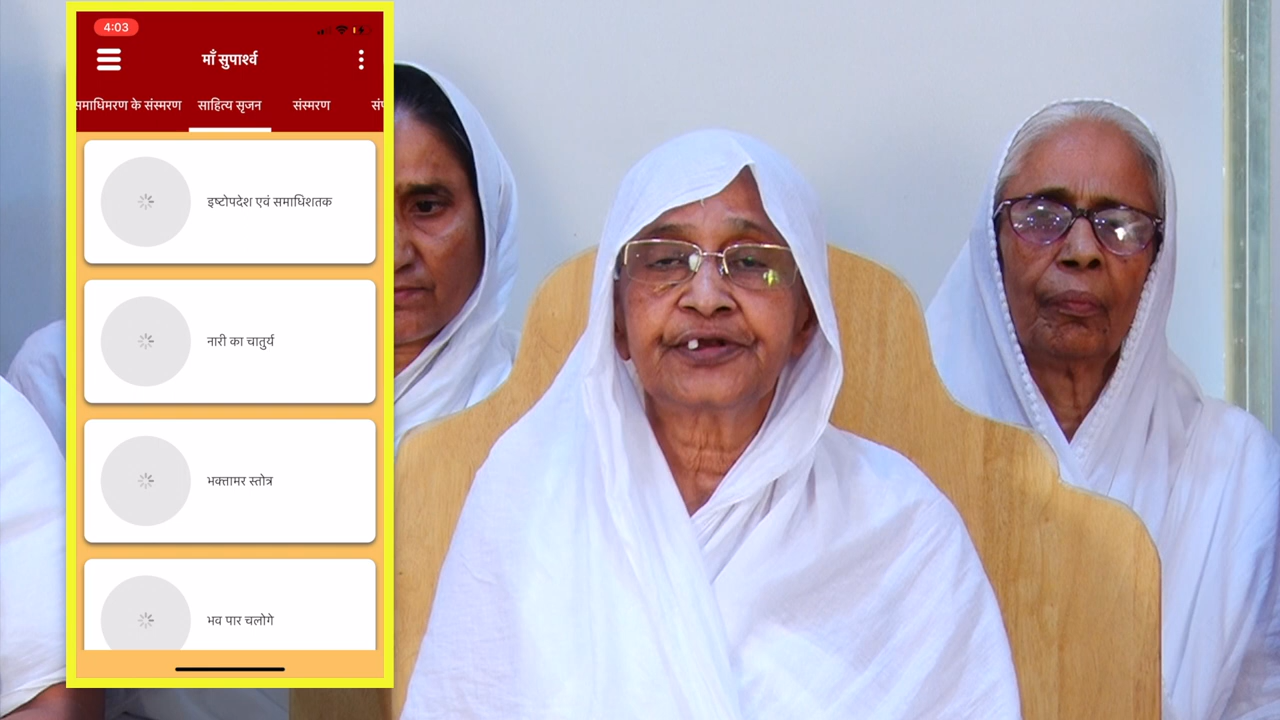 4:03
माँ सुपार्श्व
समाधिमरण के संस्मरण साहित्य सृजन संस्मरण
इष्टोपदेश एवं समाधिशतक
नारी का चातुर्य
भक्तामर स्तोत्र
भव पार चलोगे